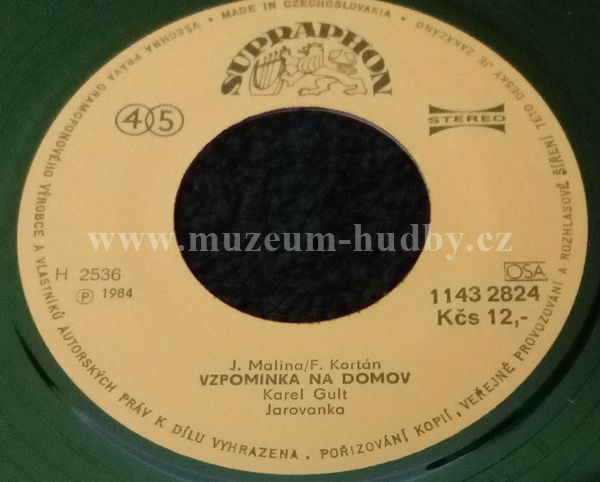 VŠECHNA PRÁVA GRAMOFONOVÉHO VÝROBCE A VLASTNÍKŮ AUTORSKÝCH PRÁV K DÍLU VYHRAZENA. POŘIZOVÁNÍ KOPIÍ, VEŘEJNÉ PROVOZOVÁNÍ A ROZHLASOVÉ ŠÍŘENÍ TÉTO DESKY JE ZAKÁZÁNO
• MADE IN CZECHOSLOVAKIA •
SUPRAPHON
45
STEREO
www.muzeum-hudby.cz
H 2536
Ⓟ 1984
OSA
1143 2824
Kčs 12,-
J. Malina/F. Kortán
VZPOMÍNKA NA DOMOV
Karel Gult
Jarovanka